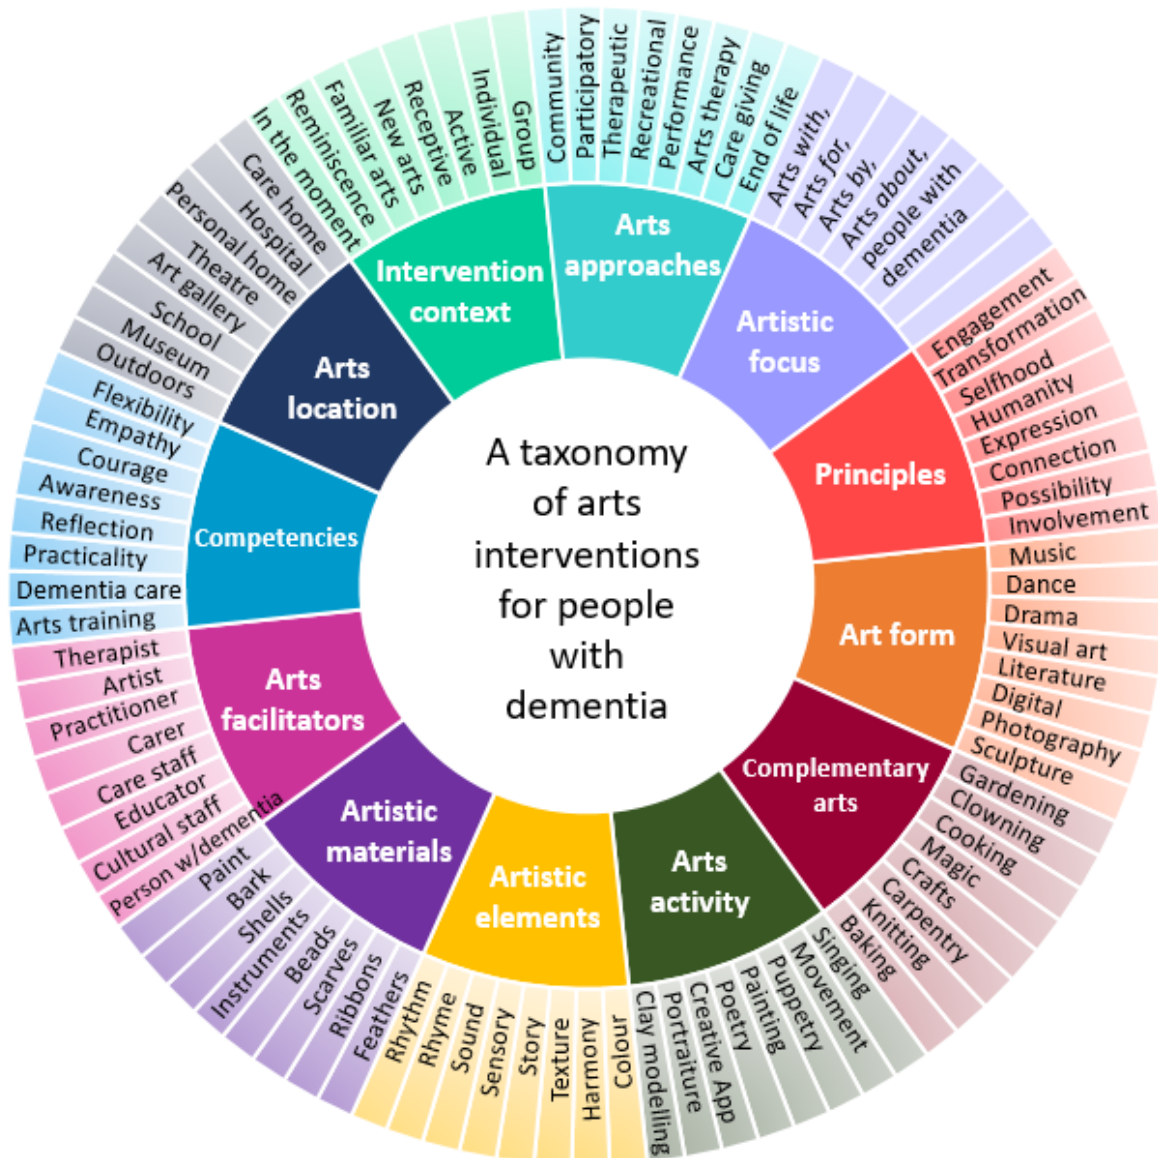 A taxonomy
of arts
interventions
for people
with
dementia
Arts
approaches
Community
Participatory
Therapeutic
Recreational
Performance
Arts therapy
Care giving
End of life
Artistic
focus
Arts with,
Arts for,
Arts by,
Arts about,
people with
dementia
Principles
Engagement
Transformation
Selfhood
Humanity
Expression
Connection
Possibility
Involvement
Art form
Music
Dance
Drama
Visual art
Literature
Digital
Photography
Sculpture
Complementary
arts
Gardening
Clowning
Cooking
Magic
Crafts
Carpentry
Knitting
Baking
Arts
activity
Singing
Movement
Puppetry
Painting
Poetry
Creative App
Portraiture
Clay modelling
Artistic
elements
Colour
Harmony
Texture
Story
Sensory
Sound
Rhyme
Rhythm
Artistic
materials
Feathers
Ribbons
Scarves
Beads
Instruments
Shells
Bark
Paint
Arts
facilitators
Person w/dementia
Cultural staff
Educator
Care staff
Carer
Practitioner
Artist
Therapist
Competencies
Arts training
Dementia care
Practicality
Reflection
Awareness
Courage
Empathy
Flexibility
Arts
location
Outdoors
Museum
School
Art gallery
Theatre
Personal home
Hospital
Care home
Intervention
context
In the moment
Reminiscence
Familiar arts
New arts
Receptive
Active
Individual
Group